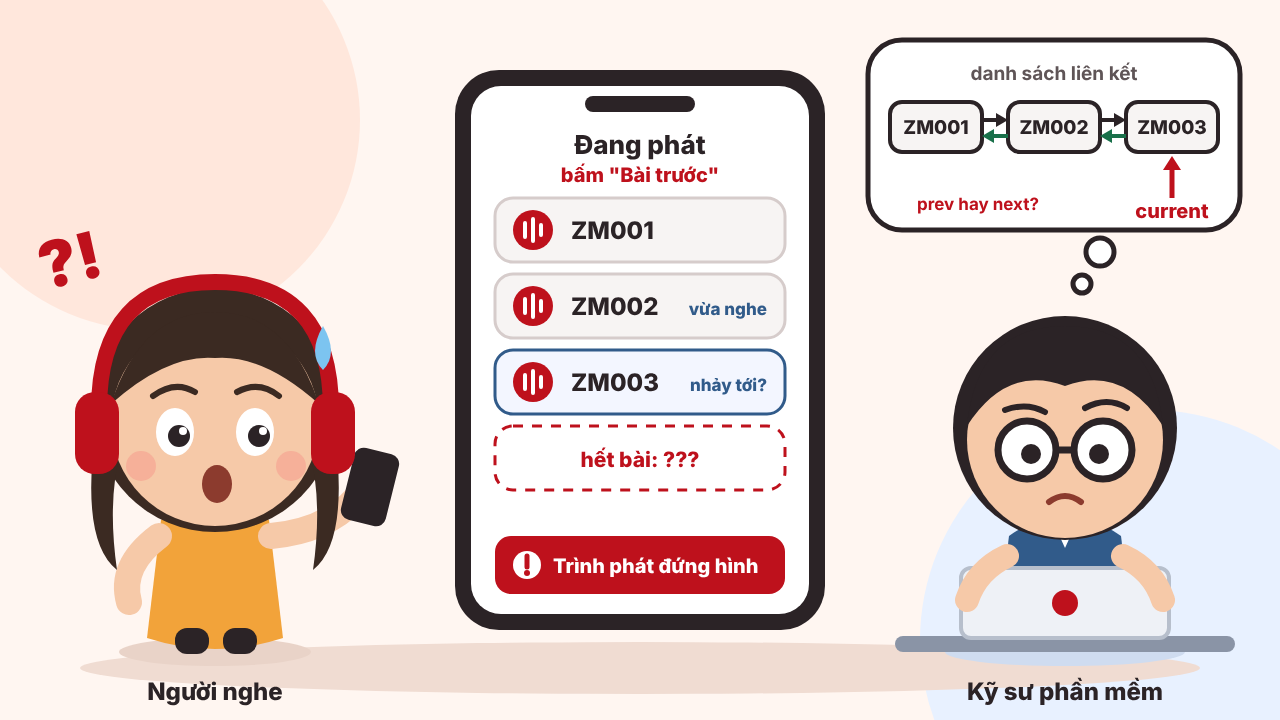 ?!
Đang phát
bấm "Bài trước"
ZM001
ZM002 vừa nghe
ZM003 nhảy tới?
hết bài: ???
Trình phát đứng hình
danh sách liên kết
ZM001 ZM002 ZM003
prev hay next?
current
Người nghe
Kỹ sư phần mềm